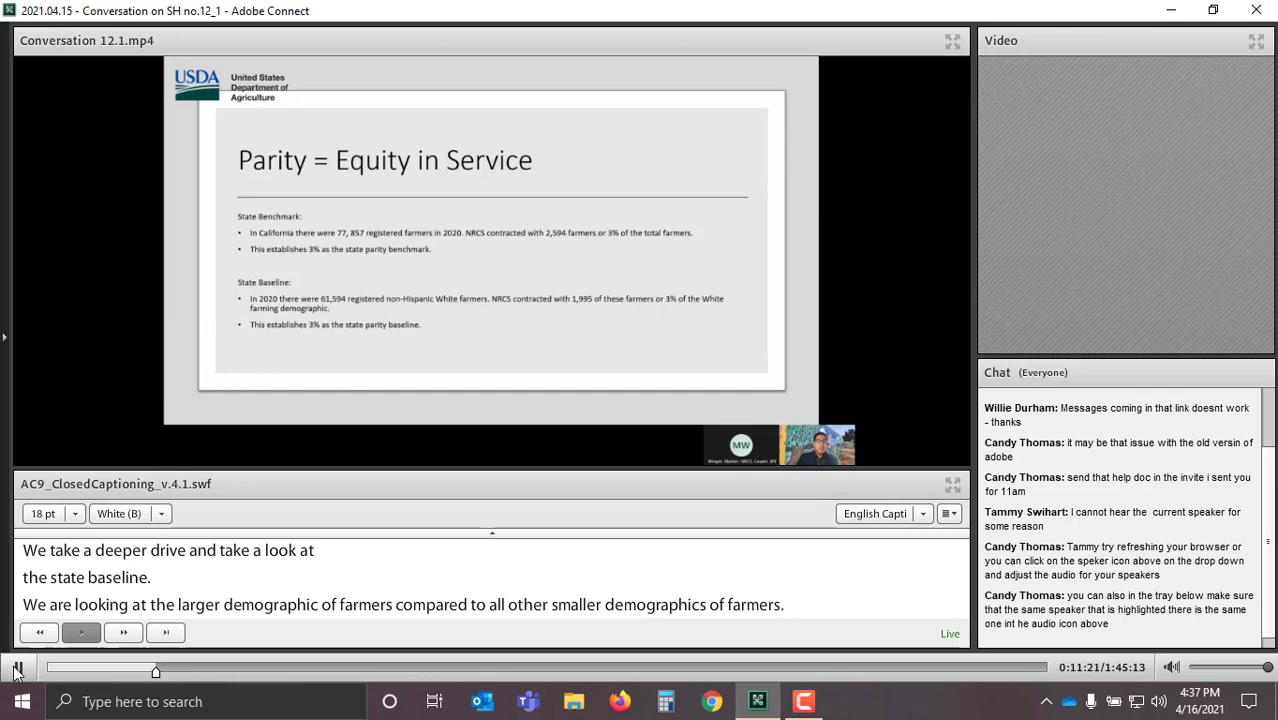 2021.04.15 - Conversation on SH no.12_1 - Adobe Connect
Conversation 12.1.mp4
USDA
United States
Department of
Agriculture
Parity = Equity in Service
State Benchmark:
• In California there were 77, 857 registered farmers in 2020. NRCS contracted with 2,594 farmers or 3% of the total farmers.
• This establishes 3% as the state parity benchmark.
State Baseline:
• In 2020 there were 61,594 registered non-Hispanic White farmers. NRCS contracted with 1,995 of these farmers or 3% of the White
farming demographic.
• This establishes 3% as the state parity baseline.
MW
AC9_ClosedCaptioning_v.4.1.swf
18 pt
White (B)
English Capti
We take a deeper drive and take a look at
the state baseline.
We are looking at the larger demographic of farmers compared to all other smaller demographics of farmers.
Live
Video
Chat (Everyone)
Willie Durham: Messages coming in that link doesnt work
- thanks
Candy Thomas: it may be that issue with the old versin of
adobe
Candy Thomas: send that help doc in the invite i sent you
for 11am
Tammy Swihart: I cannot hear the current speaker for
some reason
Candy Thomas: Tammy try refreshing your browser or
you can click on the speker icon above on the drop down
and adjust the audio for your speakers
Candy Thomas: you can also in the tray below make sure
that the same speaker that is highlighted there is the same
one int he audio icon above
0:11:21/1:45:13
Type here to search
4:37 PM
4/16/2021